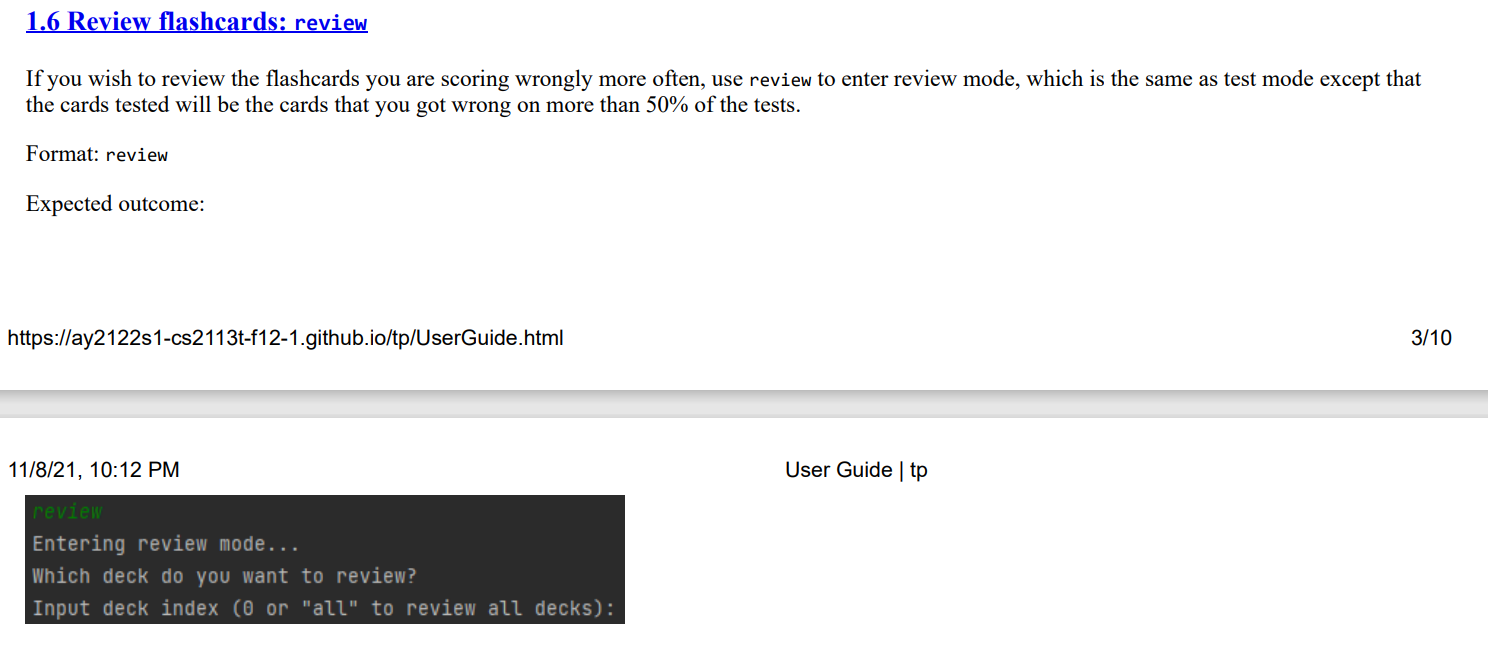 1.6 Review flashcards: review
If you wish to review the flashcards you are scoring wrongly more often, use review to enter review mode, which is the same as test mode except that
the cards tested will be the cards that you got wrong on more than 50% of the tests.
Format: review
Expected outcome:
https://ay2122s1-cs2113t-f12-1.github.io/tp/UserGuide.html 3/10
11/8/21, 10:12 PM User Guide | tp
review
Entering review mode...
Which deck do you want to review?
Input deck index (0 or "all" to review all decks):